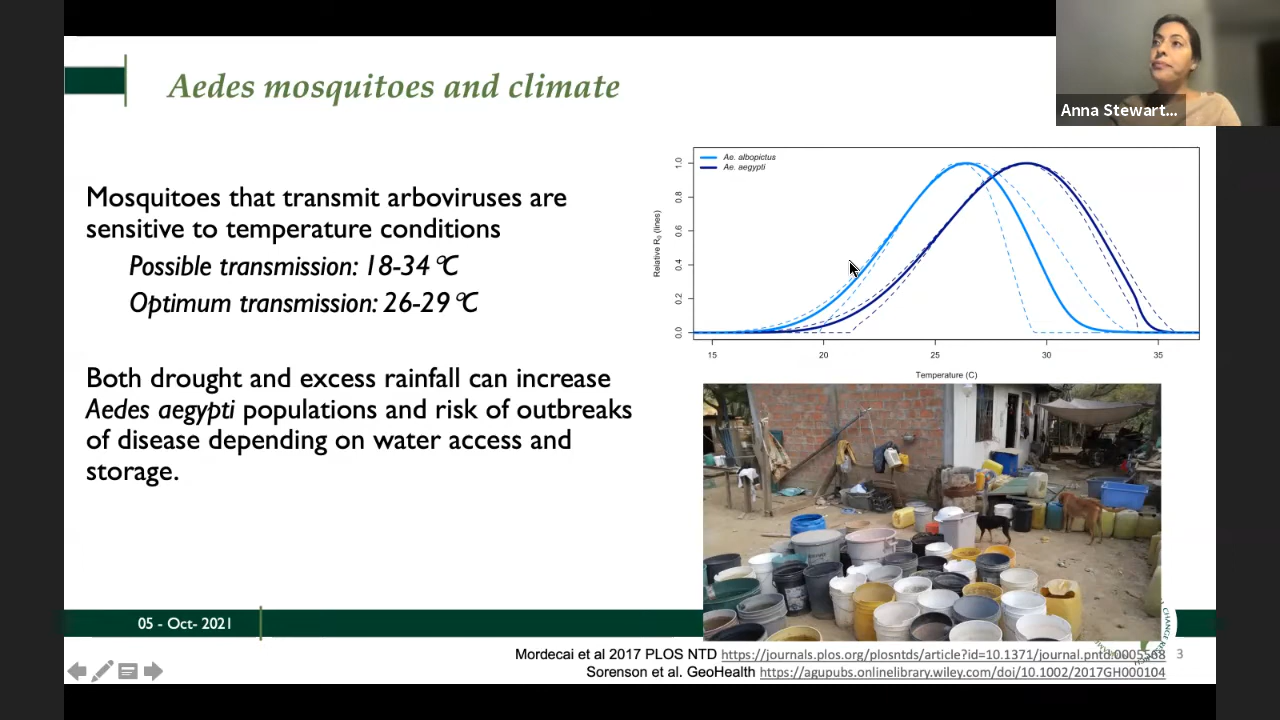 Anna Stewart...
Aedes mosquitoes and climate
Mosquitoes that transmit arboviruses are
sensitive to temperature conditions
Possible transmission: 18-34 °C
Optimum transmission: 26-29 °C
Both drought and excess rainfall can increase
Aedes aegypti populations and risk of outbreaks
of disease depending on water access and
storage.
Ae. albopictus
Ae. aegypti
Relative R0 (lines)
1.0
0.8
0.6
0.4
0.2
0.0
15 20 25 30 35
Temperature (C)
05 - Oct- 2021
Mordecai et al 2017 PLOS NTD https://journals.plos.org/plosntds/article?id=10.1371/journal.pntd.0005568
3
Sorenson et al. GeoHealth https://agupubs.onlinelibrary.wiley.com/doi/10.1002/2017GH000104